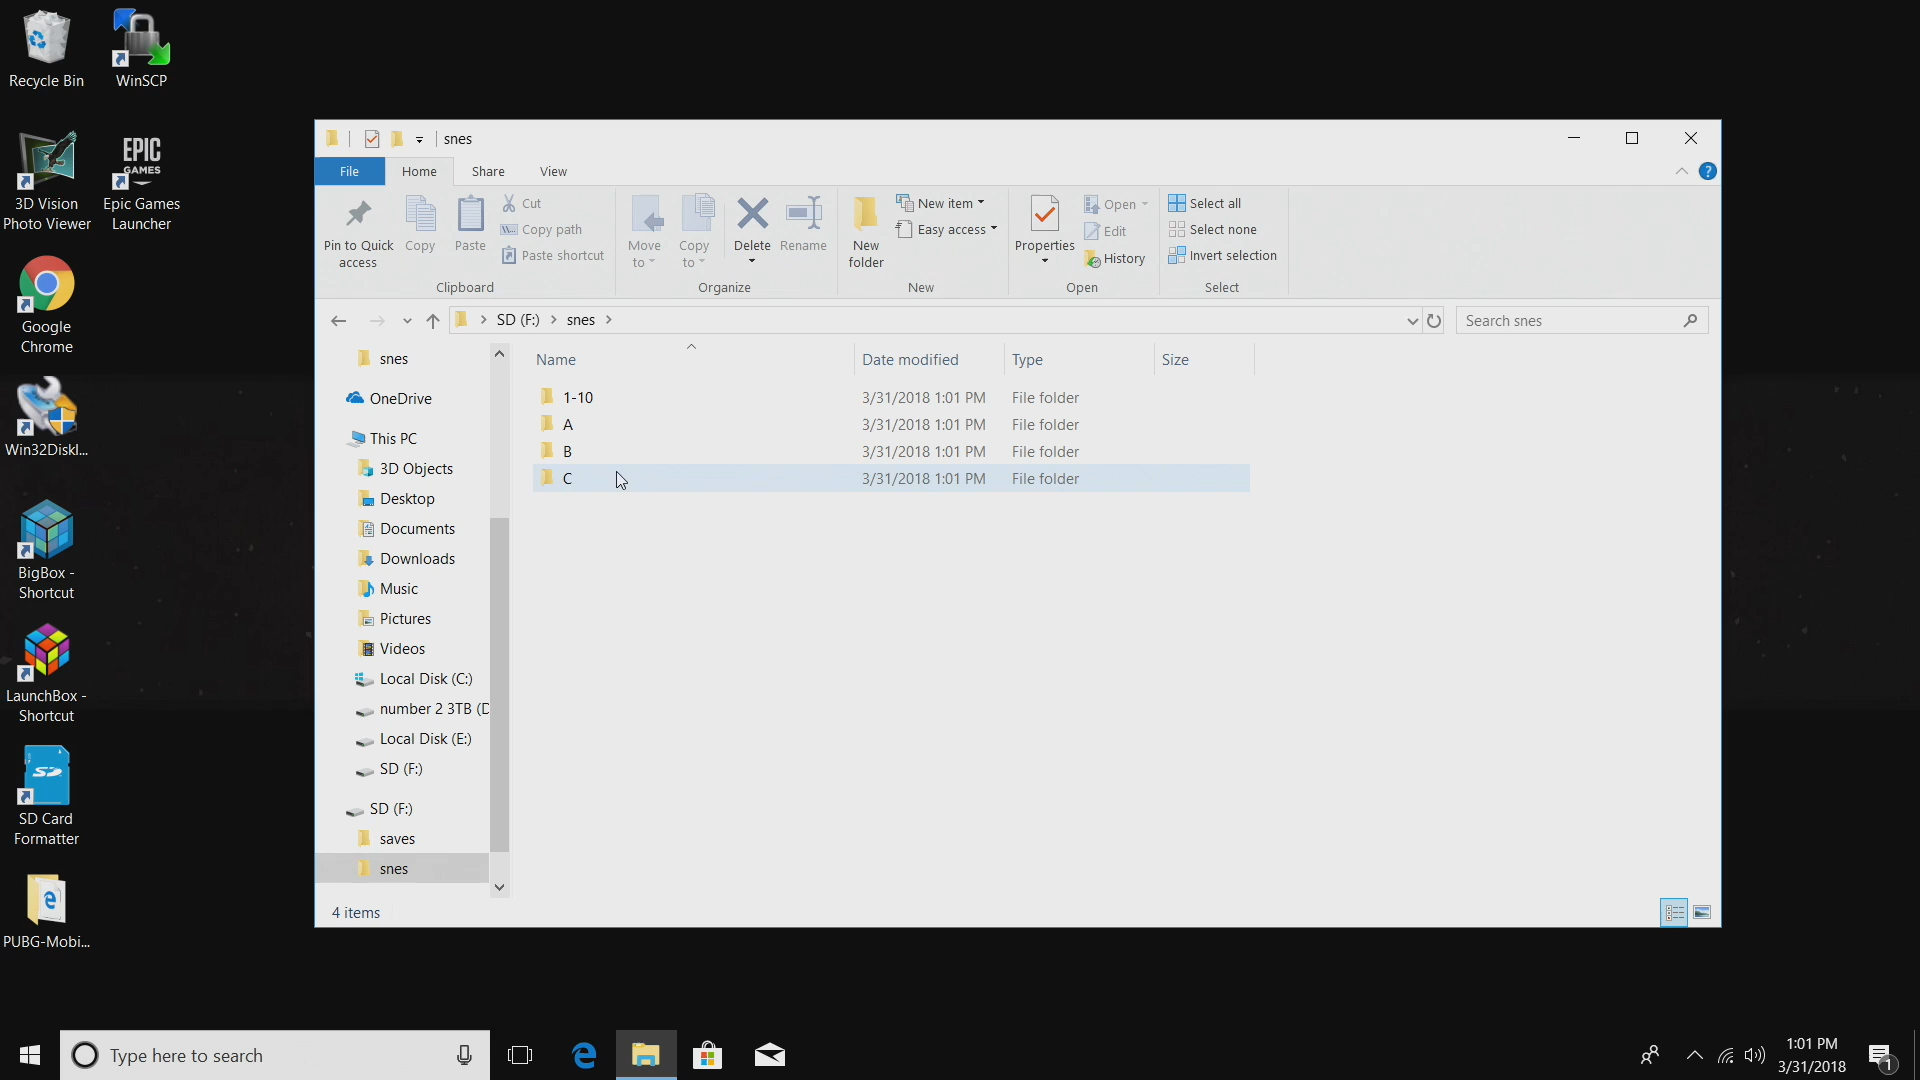 Recycle Bin
WinSCP
3D Vision
Photo Viewer
EPIC
GAMES
Epic Games
Launcher
Google
Chrome
Win32DiskI...
BigBox -
Shortcut
LaunchBox -
Shortcut
SD
SD Card
Formatter
PUBG-Mobi...
snes
File
Home
Share
View
?
Pin to Quick
access
Copy
Paste
Cut
Copy path
Paste shortcut
Clipboard
Move
to
Copy
to
Delete
Rename
Organize
New
folder
New item
Easy access
New
Properties
Open
Edit
History
Open
Select all
Select none
Invert selection
Select
SD (F:) > snes >
Search snes
snes
OneDrive
This PC
3D Objects
Desktop
Documents
Downloads
Music
Pictures
Videos
Local Disk (C:)
number 2 3TB (D
Local Disk (E:)
SD (F:)
SD (F:)
saves
snes
Name Date modified Type Size
1-10 3/31/2018 1:01 PM File folder
A 3/31/2018 1:01 PM File folder
B 3/31/2018 1:01 PM File folder
C 3/31/2018 1:01 PM File folder
4 items
Type here to search
1:01 PM
3/31/2018
1